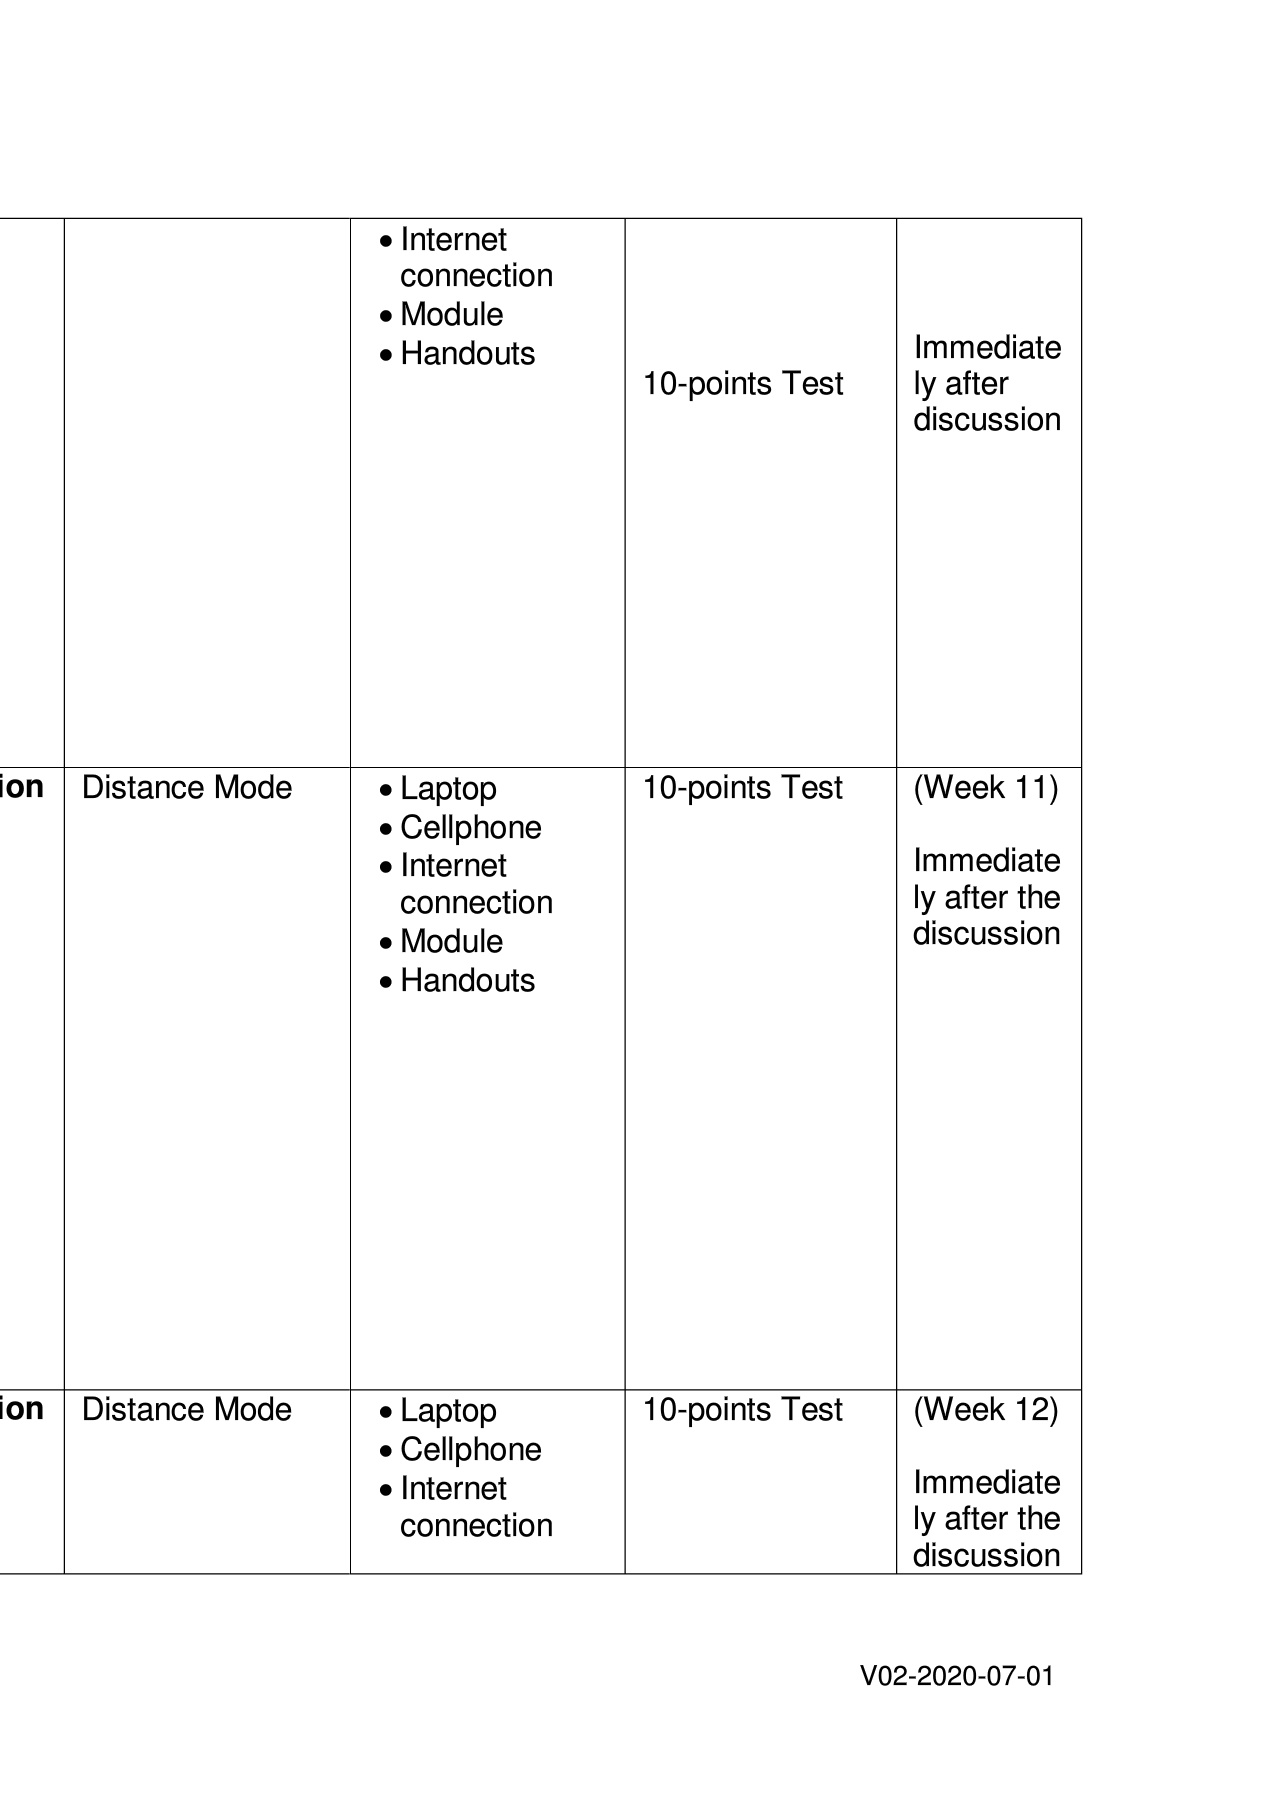 • Internet
connection
• Module
• Handouts
10-points Test
Immediate
ly after
discussion
ion
Distance Mode
• Laptop
• Cellphone
• Internet
connection
• Module
• Handouts
10-points Test
(Week 11)
Immediate
ly after the
discussion
ion
Distance Mode
• Laptop
• Cellphone
• Internet
connection
10-points Test
(Week 12)
Immediate
ly after the
discussion
V02-2020-07-01